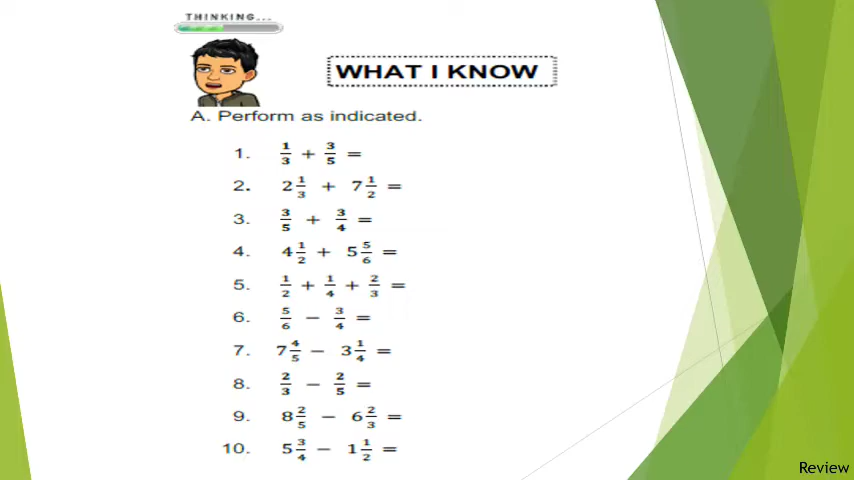 THINKING...
WHAT I KNOW
A. Perform as indicated.
1. 1/3 + 3/5 =
2. 2 1/3 + 7 1/2 =
3. 3/5 + 3/4 =
4. 4 1/2 + 5 5/6 =
5. 1/2 + 1/4 + 2/3 =
6. 5/6 − 3/4 =
7. 7 4/5 − 3 1/4 =
8. 2/3 − 2/5 =
9. 8 2/5 − 6 2/3 =
10. 5 3/4 − 1 1/2 =
Review